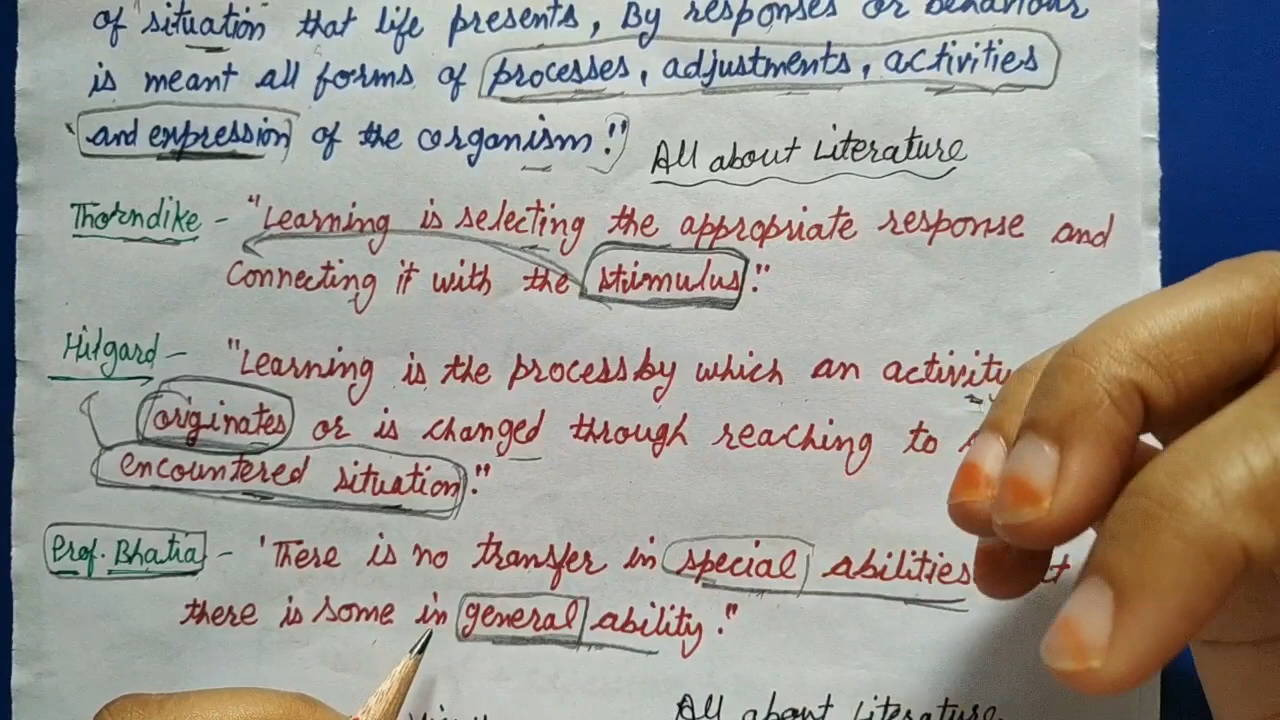 of situation that life presents, By responses or behaviour
is meant all forms of processes, adjustments, activities
and expression of the organism."
All about Literature
Thorndike - "Learning is selecting the appropriate response and
Connecting it with the stimulus."
Hilgard - "Learning is the process by which an activity
originates or is changed through reaching to
encountered situation."
Prof. Bhatia - 'There is no transfer in special abilities
there is some in general ability."
All about Literature